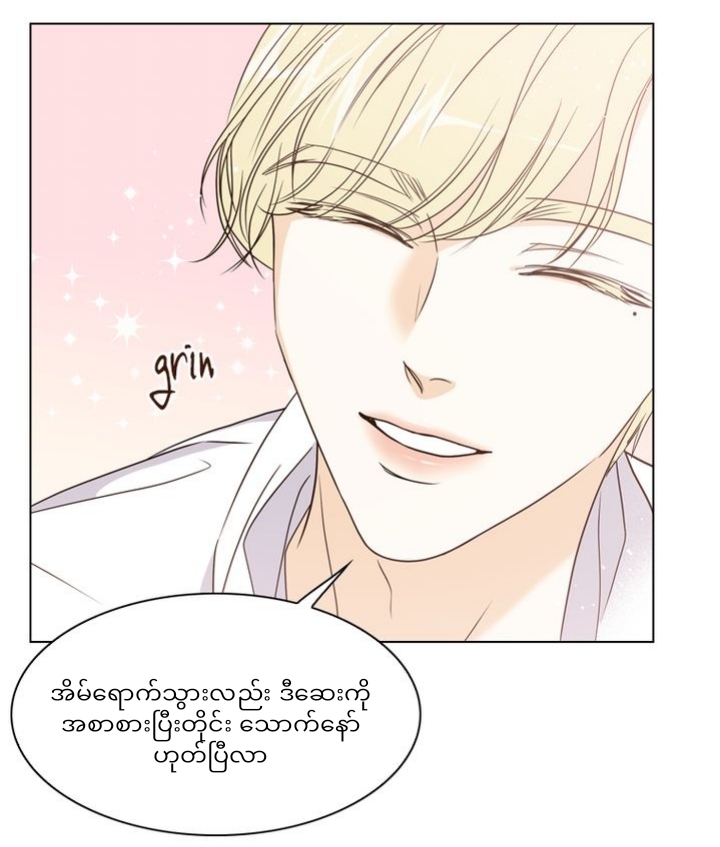 grin
အိမ်ရောက်သွားလည်း ဒီဆေးကို
အစာစားပြီးတိုင်း သောက်နော်
ဟုတ်ပြီလာ